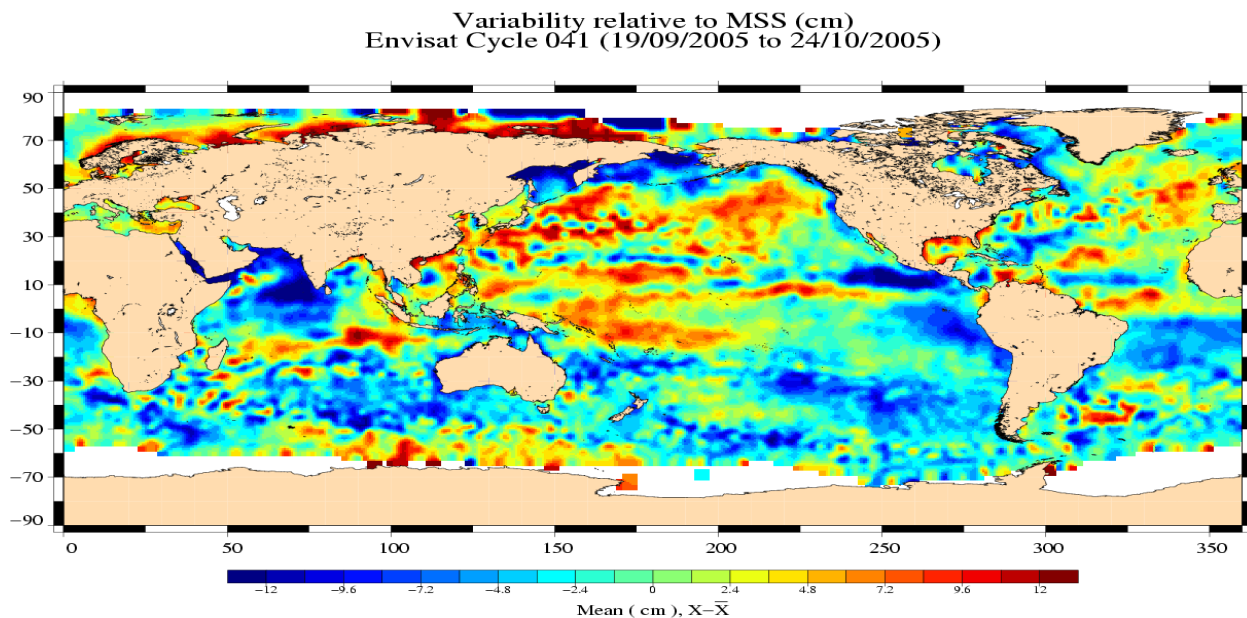 Variability relative to MSS (cm)
Envisat Cycle 041 (19/09/2005 to 24/10/2005)
90
70
50
30
10
−10
−30
−50
−70
−90
0 50 100 150 200 250 300 350
−12 −9.6 −7.2 −4.8 −2.4 0 2.4 4.8 7.2 9.6 12
Mean ( cm ), X−X̅